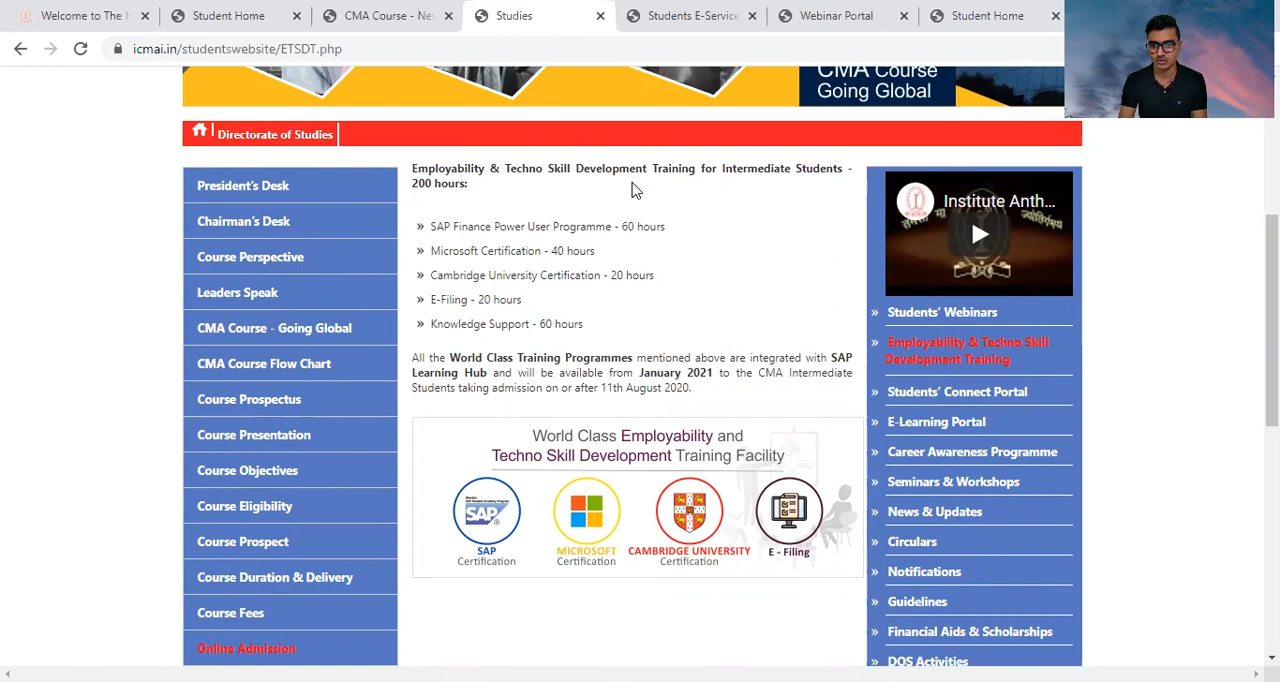 Welcome to The I
Student Home
CMA Course - Ne
Studies
Students E-Service
Webinar Portal
Student Home
icmai.in/studentswebsite/ETSDT.php
CMA Course
Going Global
Directorate of Studies
President's Desk
Chairman's Desk
Course Perspective
Leaders Speak
CMA Course - Going Global
CMA Course Flow Chart
Course Prospectus
Course Presentation
Course Objectives
Course Eligibility
Course Prospect
Course Duration & Delivery
Course Fees
Online Admission
Employability & Techno Skill Development Training for Intermediate Students -
200 hours:
» SAP Finance Power User Programme - 60 hours
» Microsoft Certification - 40 hours
» Cambridge University Certification - 20 hours
» E-Filing - 20 hours
» Knowledge Support - 60 hours
All the World Class Training Programmes mentioned above are integrated with SAP
Learning Hub and will be available from January 2021 to the CMA Intermediate
Students taking admission on or after 11th August 2020.
World Class Employability and
Techno Skill Development Training Facility
SAP
SAP
Certification
MICROSOFT
Certification
CAMBRIDGE UNIVERSITY
Certification
E - Filing
Institute Anth...
» Students' Webinars
» Employability & Techno Skill
Development Training
» Students' Connect Portal
» E-Learning Portal
» Career Awareness Programme
» Seminars & Workshops
» News & Updates
» Circulars
» Notifications
» Guidelines
» Financial Aids & Scholarships
» DOS Activities